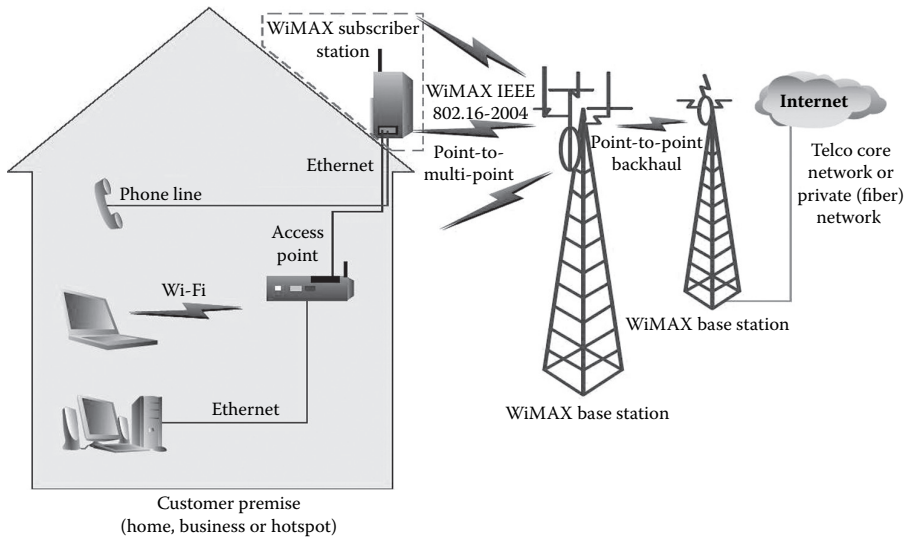 WiMAX subscriber
station
WiMAX IEEE
802.16-2004
Point-to-
multi-point
Ethernet
Phone line
Access
point
Wi-Fi
Ethernet
Customer premise
(home, business or hotspot)
Point-to-point
backhaul
WiMAX base station
WiMAX base station
Internet
Telco core
network or
private (fiber)
network